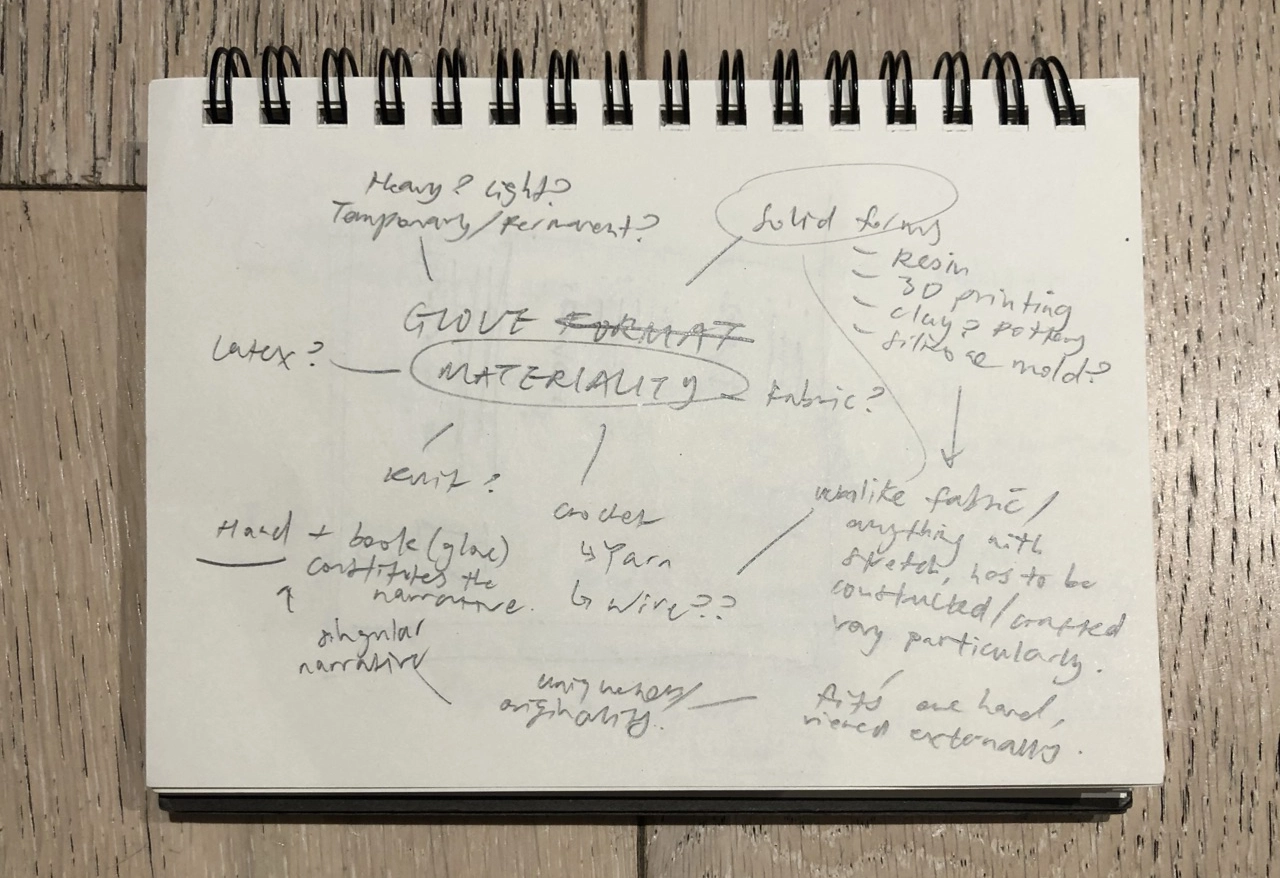 Heavy? Light?
Temporary/Permanent?
Solid forms
- Resin
- 3D printing
- Clay? Pottery
- Silicone mold?
GLOVE FORMAT
MATERIALITY
Latex?
Fabric?
Knit?
Crochet
↳ Yarn
↳ Wire??
unlike fabric/
anything with
stretch, has to be
constructed/crafted
very particularly.
fits one hand,
viewed externally.
uniqueness/
originality.
singular
narrative
Hand + book (glove)
constitutes the
narrative.